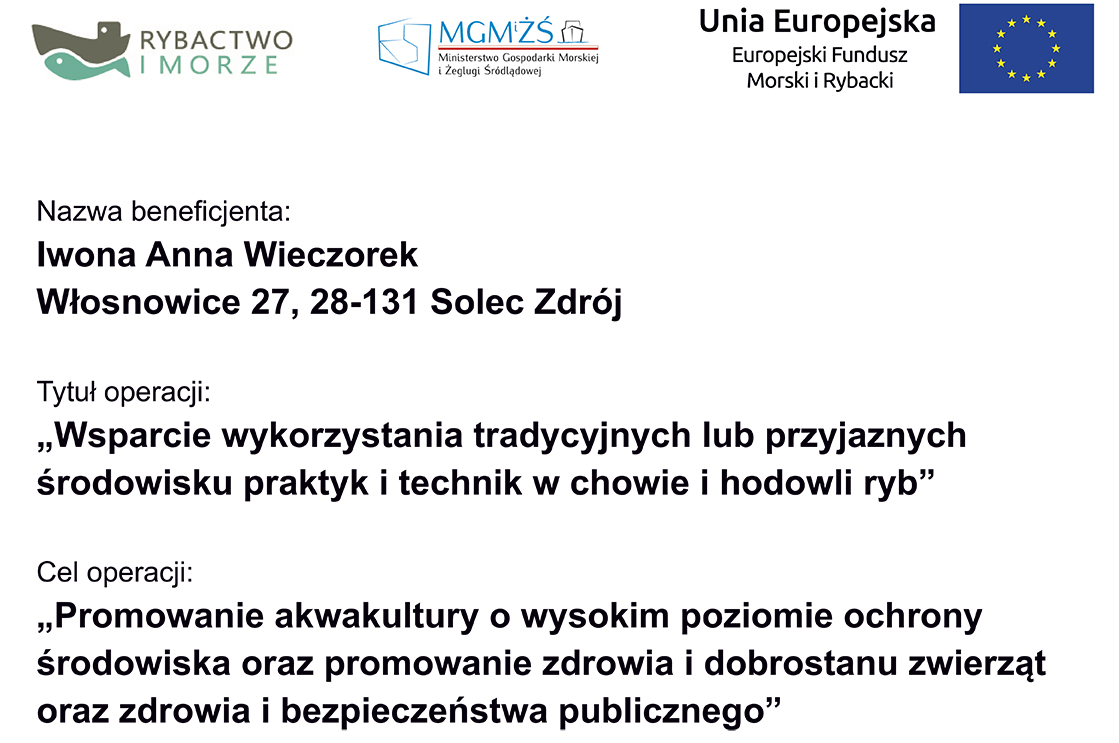 RYBACTWO
I MORZE
MGMiŻŚ
Ministerstwo Gospodarki Morskiej
i Żeglugi Śródlądowej
Unia Europejska
Europejski Fundusz
Morski i Rybacki
Nazwa beneficjenta:
Iwona Anna Wieczorek
Włosnowice 27, 28-131 Solec Zdrój
Tytuł operacji:
„Wsparcie wykorzystania tradycyjnych lub przyjaznych
środowisku praktyk i technik w chowie i hodowli ryb”
Cel operacji:
„Promowanie akwakultury o wysokim poziomie ochrony
środowiska oraz promowanie zdrowia i dobrostanu zwierząt
oraz zdrowia i bezpieczeństwa publicznego”